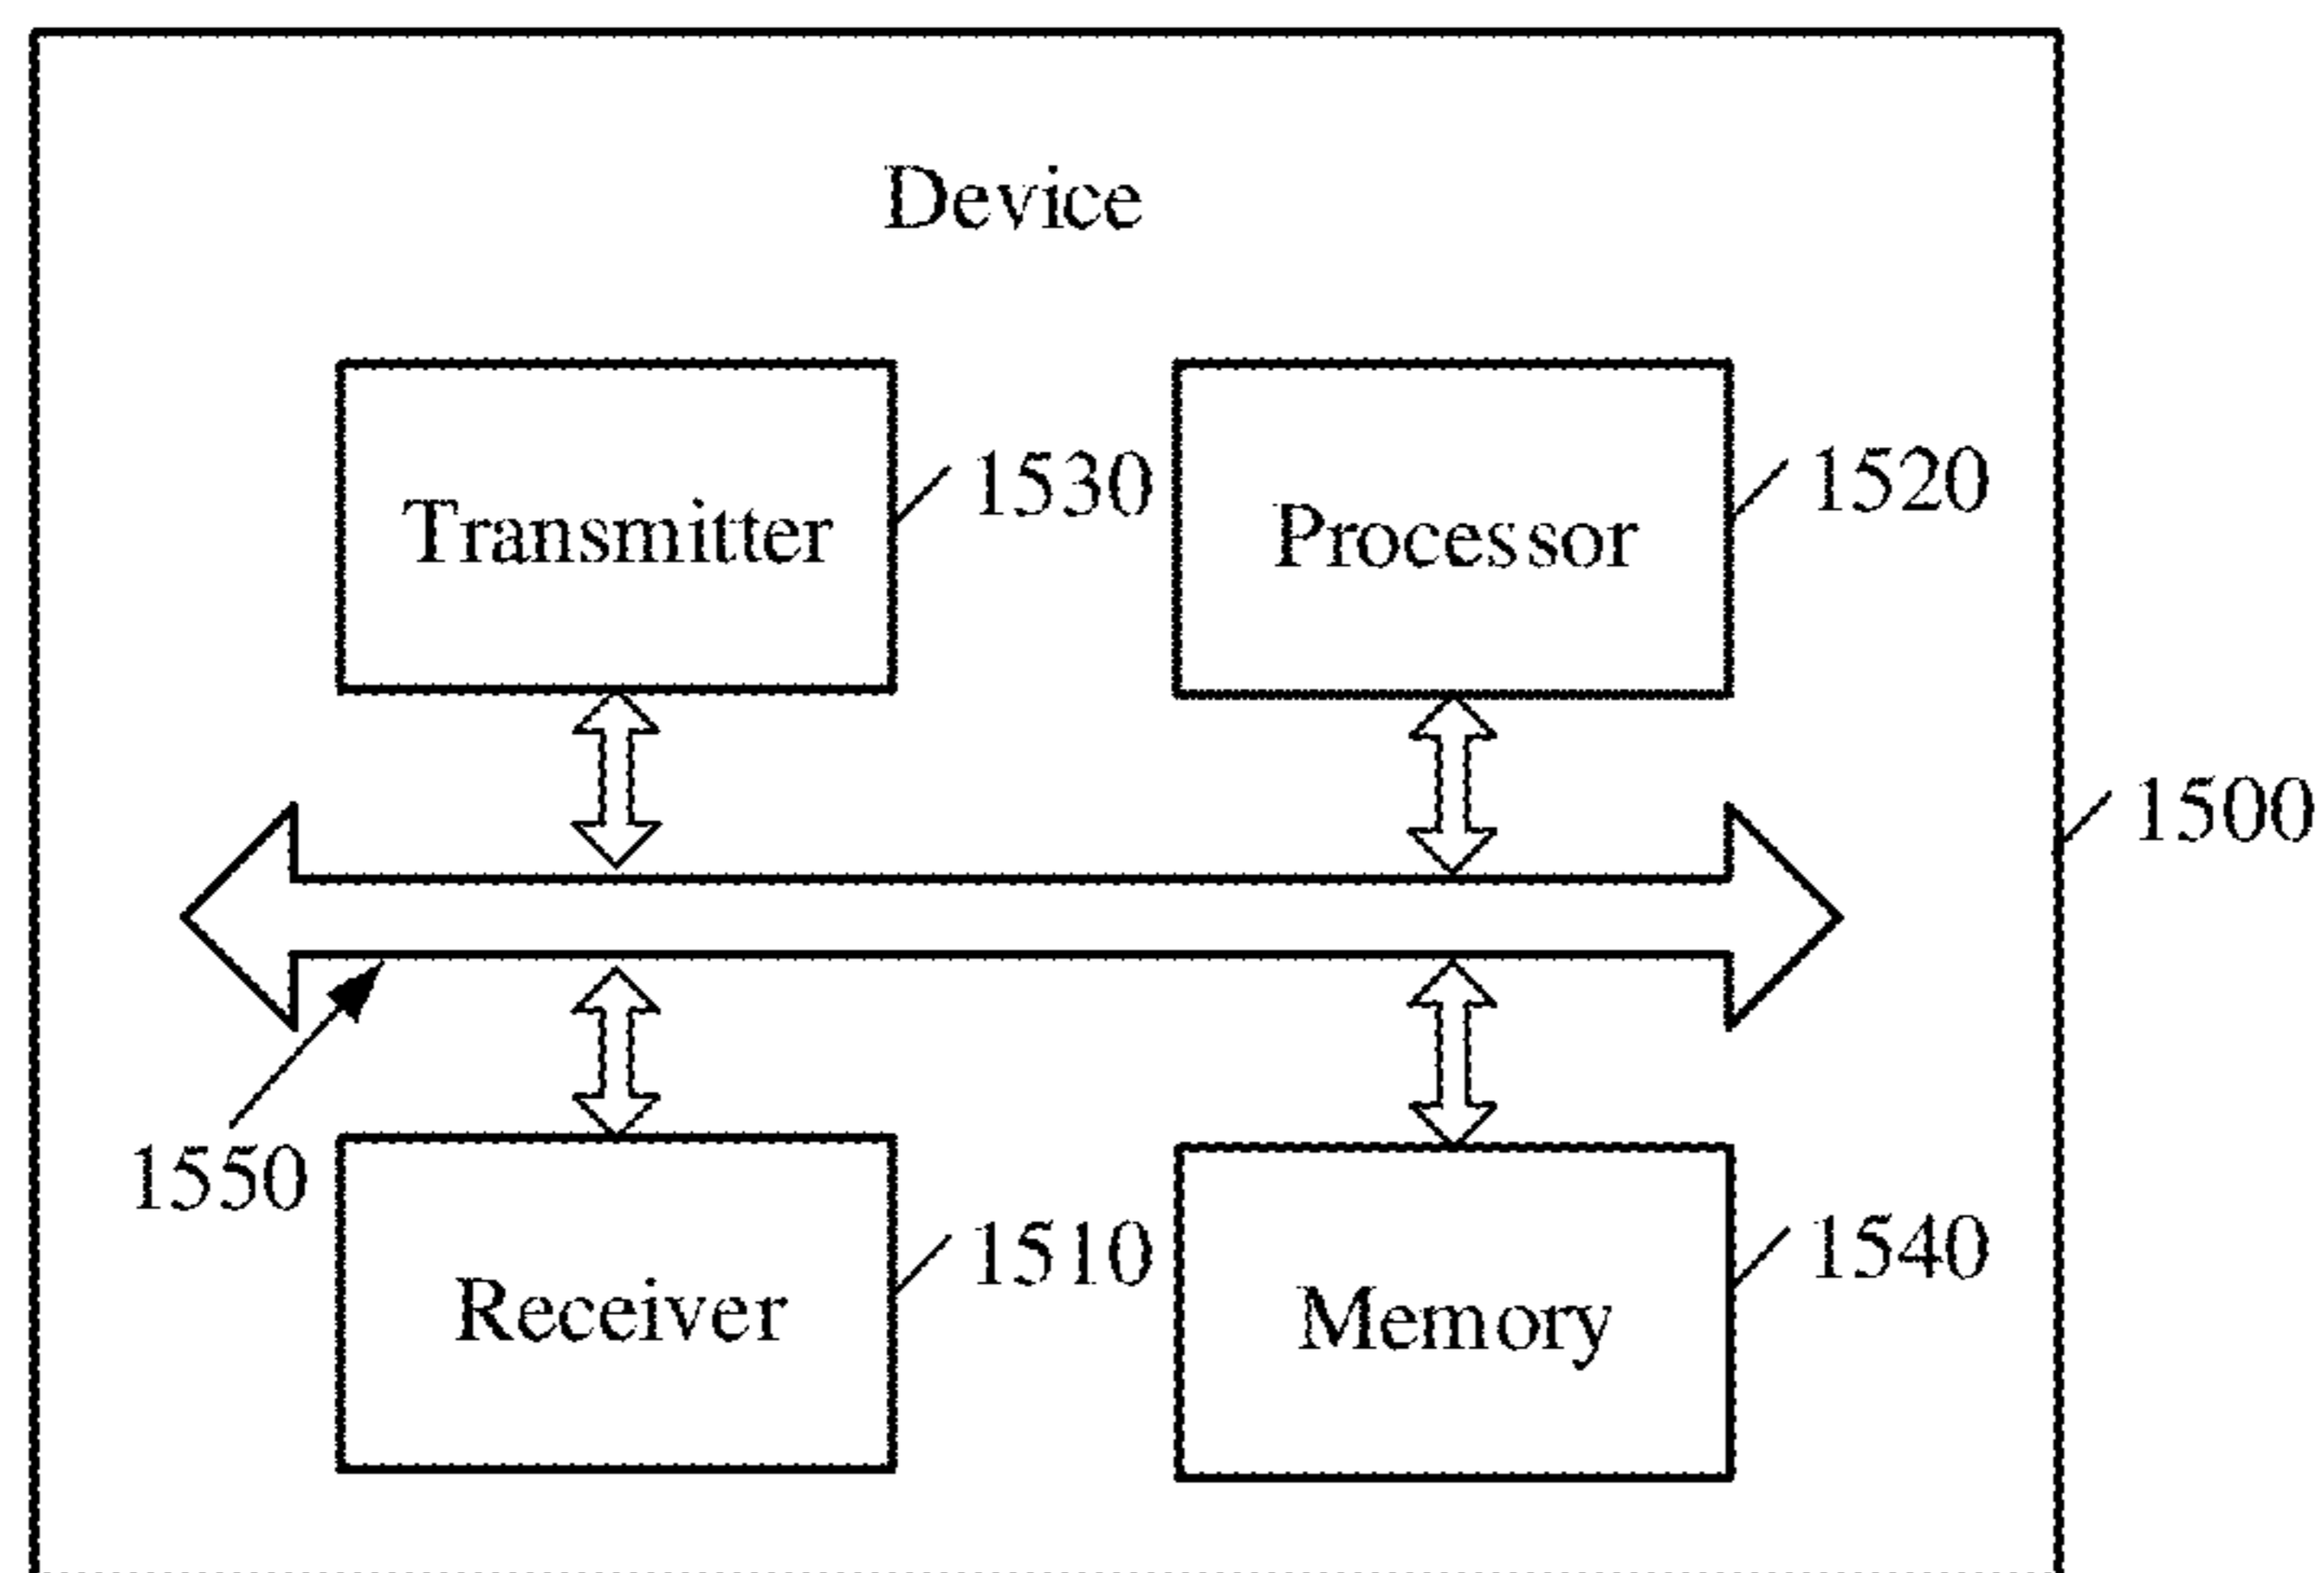 Device
Transmitter
1530
Processor
1520
1500
1550
Receiver
1510
Memory
1540